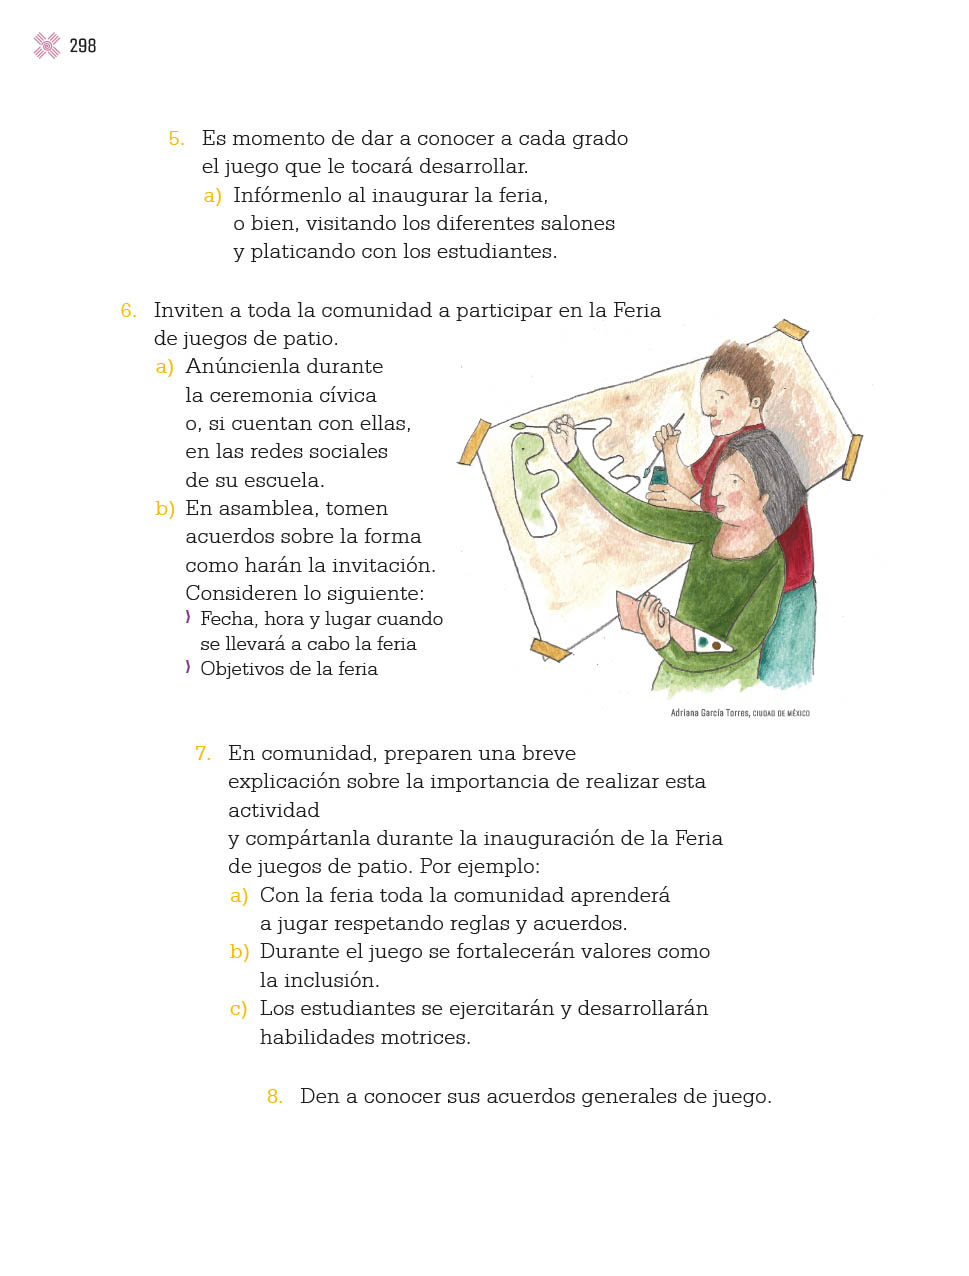 298
5. Es momento de dar a conocer a cada grado
el juego que le tocará desarrollar.
a) Infórmenlo al inaugurar la feria,
o bien, visitando los diferentes salones
y platicando con los estudiantes.
6. Inviten a toda la comunidad a participar en la Feria
de juegos de patio.
a) Anúncienla durante
la ceremonia cívica
o, si cuentan con ellas,
en las redes sociales
de su escuela.
b) En asamblea, tomen
acuerdos sobre la forma
como harán la invitación.
Consideren lo siguiente:
⟩ Fecha, hora y lugar cuando
se llevará a cabo la feria
⟩ Objetivos de la feria
FE
Adriana García Torres, CIUDAD DE MÉXICO
7. En comunidad, preparen una breve
explicación sobre la importancia de realizar esta
actividad
y compártanla durante la inauguración de la Feria
de juegos de patio. Por ejemplo:
a) Con la feria toda la comunidad aprenderá
a jugar respetando reglas y acuerdos.
b) Durante el juego se fortalecerán valores como
la inclusión.
c) Los estudiantes se ejercitarán y desarrollarán
habilidades motrices.
8. Den a conocer sus acuerdos generales de juego.